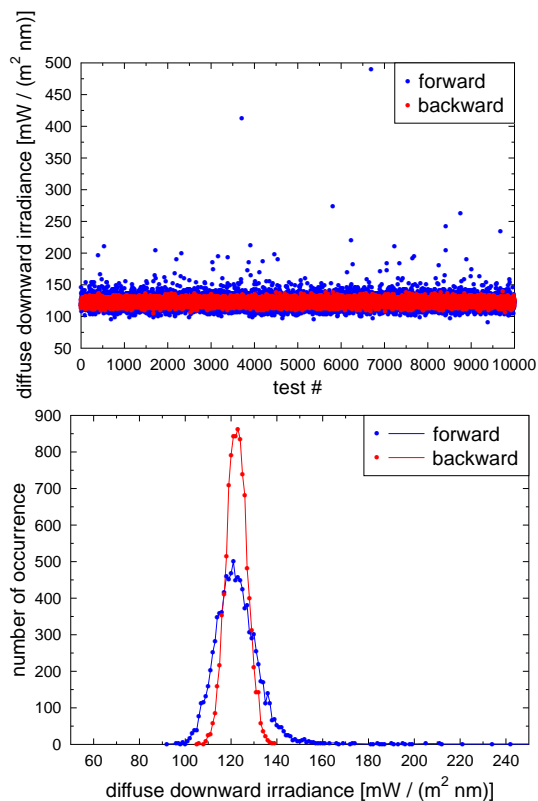 diffuse downward irradiance [mW / (m² nm)]
500
450
400
350
300
250
200
150
100
50
0 1000 2000 3000 4000 5000 6000 7000 8000 9000 10000
test #
forward
backward
number of occurrence
900
800
700
600
500
400
300
200
100
0
60 80 100 120 140 160 180 200 220 240
diffuse downward irradiance [mW / (m² nm)]
forward
backward